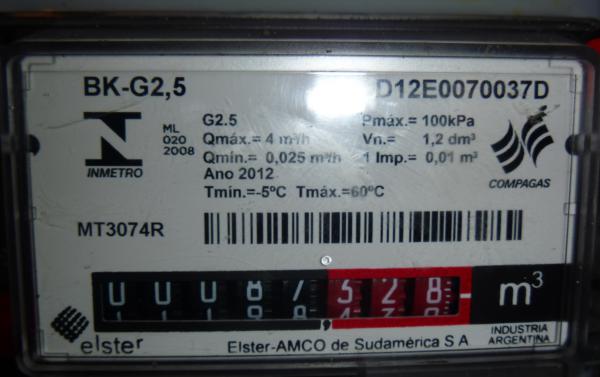 BK-G2,5
D12E0070037D
INMETRO
ML
020
2008
G2.5
Qmáx.= 4 m³/h
Qmín.= 0,025 m³/h
Ano 2012
Tmín.=-5ºC Tmáx.=60ºC
Pmáx.= 100kPa
Vn.= 1,2 dm³
1 Imp.= 0,01 m³
COMPAGAS
MT3074R
00087328
m³
elster
Elster-AMCO de Sudamérica S A
INDUSTRIA
ARGENTINA